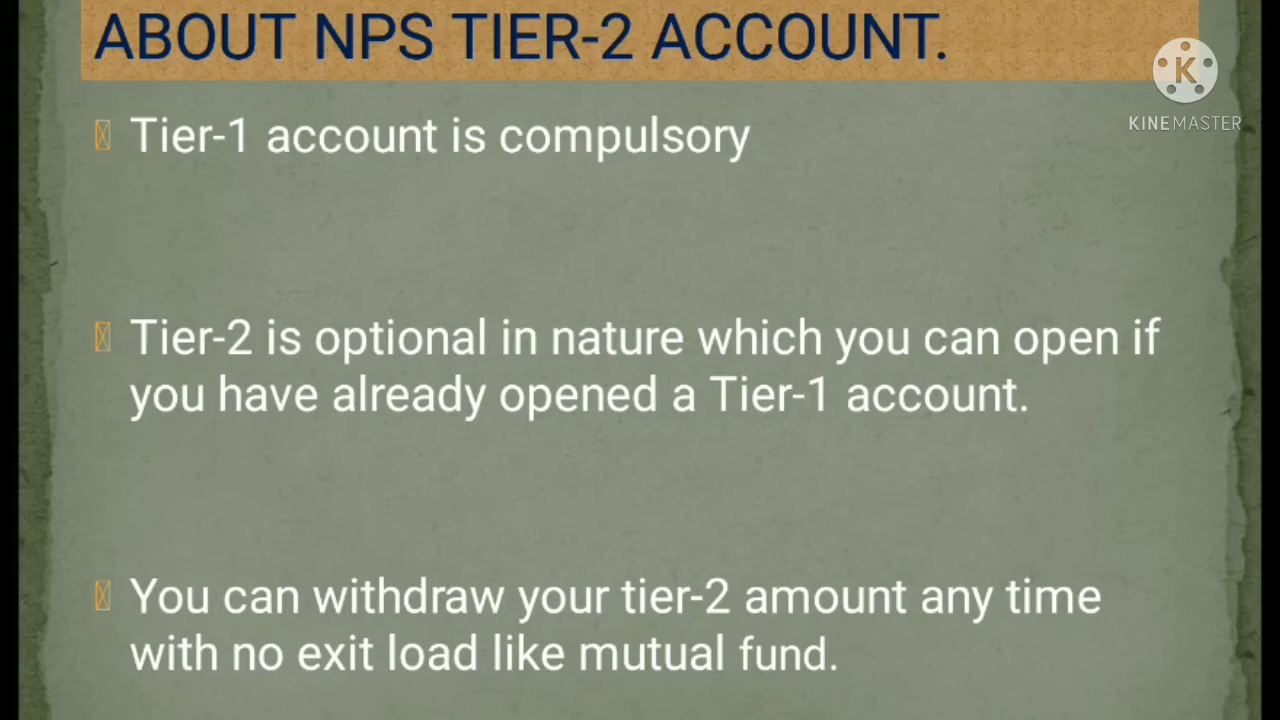 ABOUT NPS TIER-2 ACCOUNT.
K
KINEMASTER
Tier-1 account is compulsory
Tier-2 is optional in nature which you can open if
you have already opened a Tier-1 account.
You can withdraw your tier-2 amount any time
with no exit load like mutual fund.